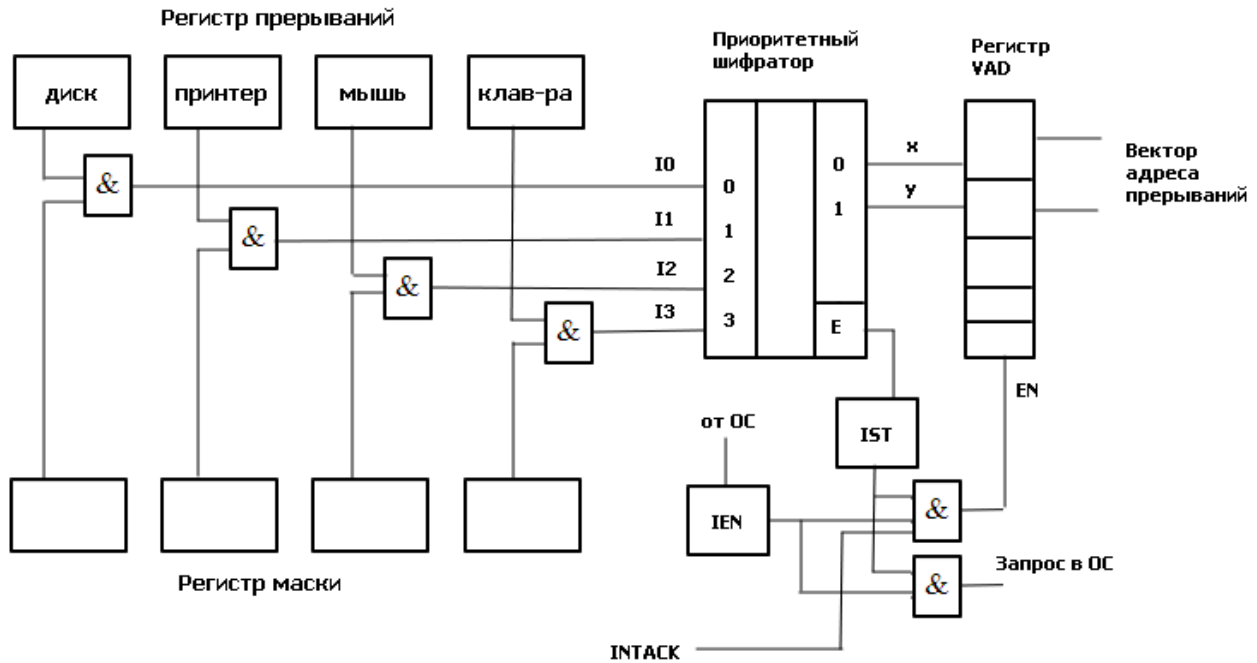 Регистр прерываний
Приоритетный
шифратор
Регистр
VAD
диск
принтер
мышь
клав-ра
&
&
&
&
I0
I1
I2
I3
0
1
2
3
0
1
E
x
y
Вектор
адреса
прерываний
EN
IST
от ОС
IEN
&
&
Запрос в ОС
INTACK
Регистр маски